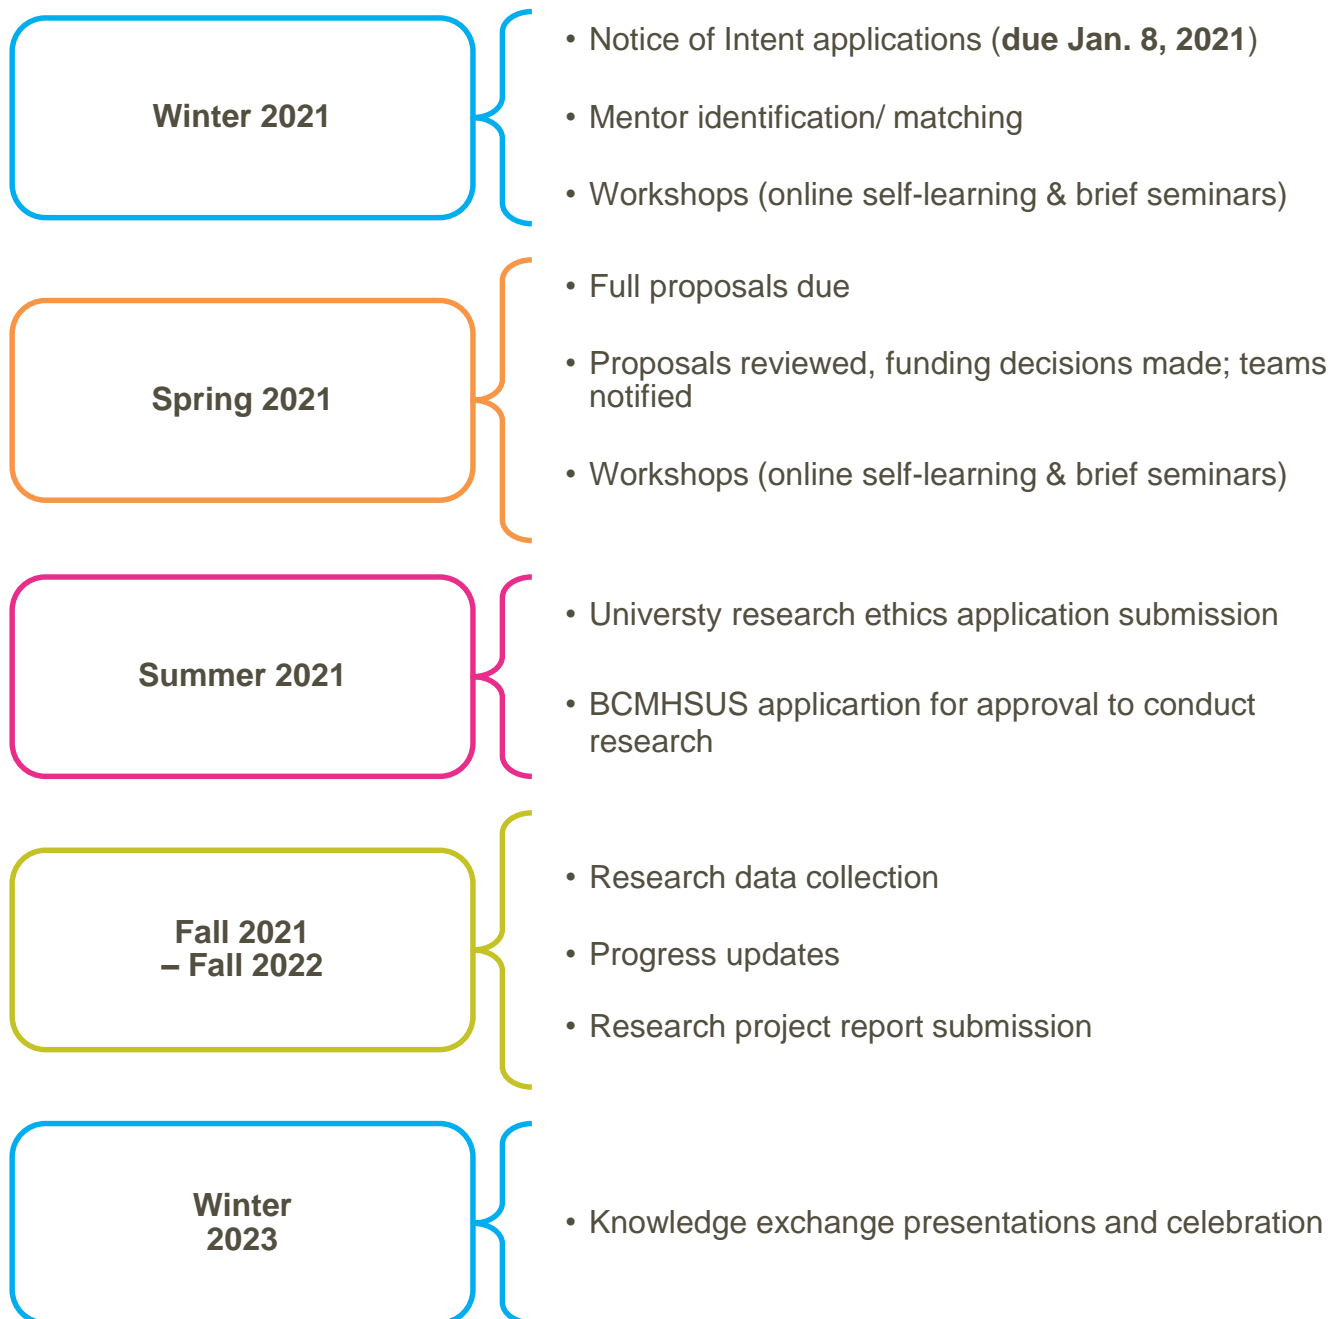 Winter 2021
• Notice of Intent applications (due Jan. 8, 2021)
• Mentor identification/ matching
• Workshops (online self-learning & brief seminars)
Spring 2021
• Full proposals due
• Proposals reviewed, funding decisions made; teams
notified
• Workshops (online self-learning & brief seminars)
Summer 2021
• Universty research ethics application submission
• BCMHSUS applicartion for approval to conduct
research
Fall 2021
– Fall 2022
• Research data collection
• Progress updates
• Research project report submission
Winter
2023
• Knowledge exchange presentations and celebration